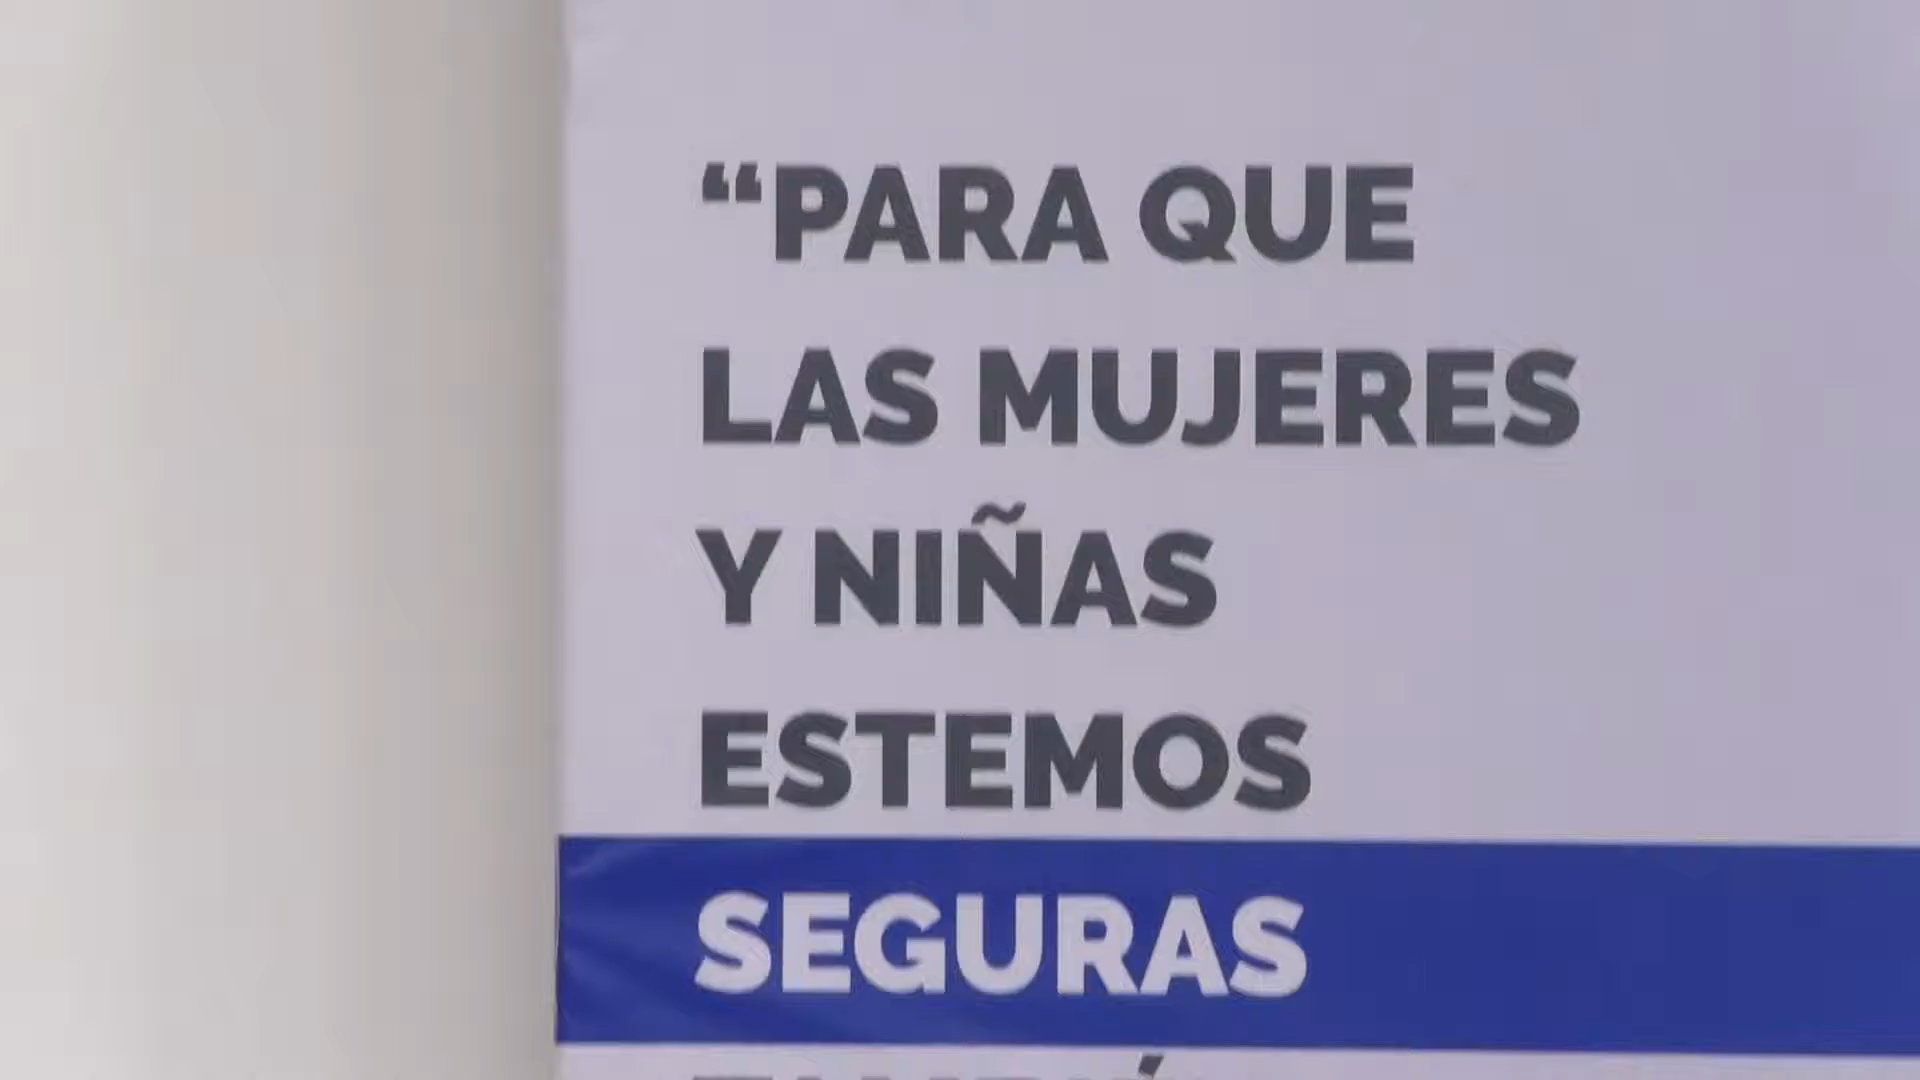 “PARA QUE
LAS MUJERES
Y NIÑAS
ESTEMOS
SEGURAS